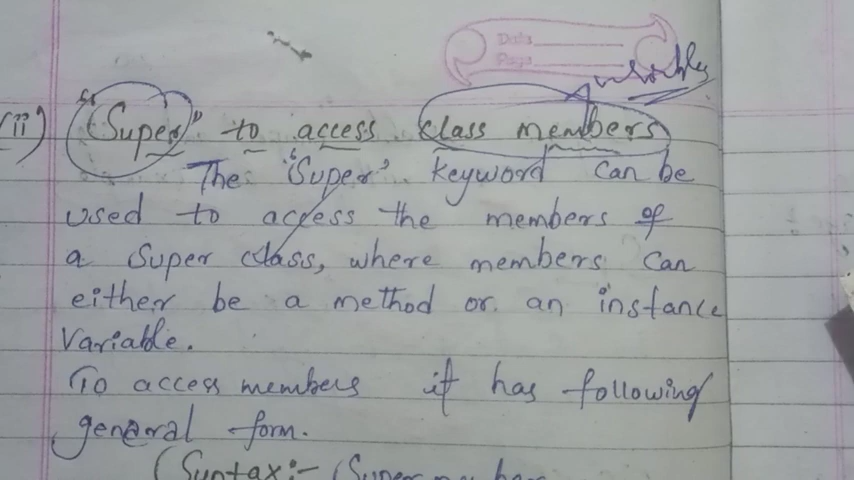 Date
Page
variables
(ii) "(Super)" to access class members
The "Super" keyword can be
used to access the members of
a Super class, where members can
either be a method or an instance
Variable.
To access members it has following
general form.
(Syntax:- (Super.